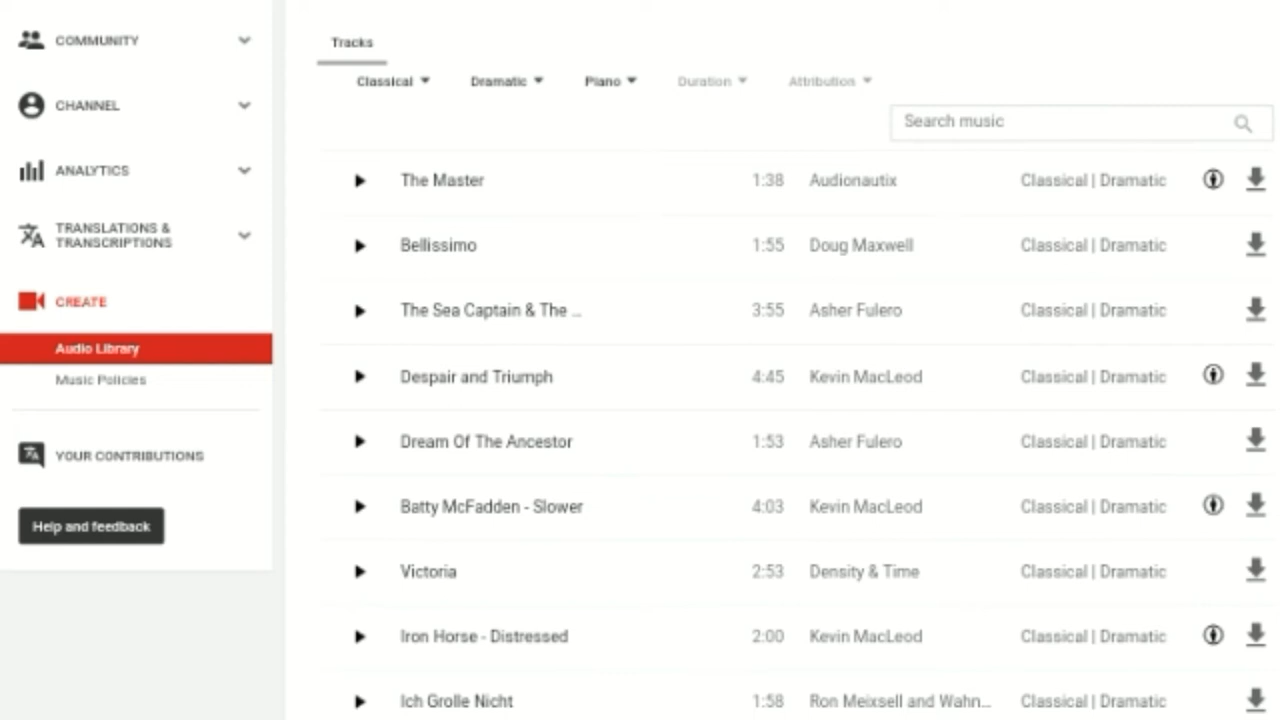 COMMUNITY
CHANNEL
ANALYTICS
TRANSLATIONS &
TRANSCRIPTIONS
CREATE
Audio Library
Music Policies
YOUR CONTRIBUTIONS
Help and feedback
Tracks
Classical Dramatic Piano Duration Attribution
Search music
The Master 1:38 Audionautix Classical | Dramatic
Bellissimo 1:55 Doug Maxwell Classical | Dramatic
The Sea Captain & The ... 3:55 Asher Fulero Classical | Dramatic
Despair and Triumph 4:45 Kevin MacLeod Classical | Dramatic
Dream Of The Ancestor 1:53 Asher Fulero Classical | Dramatic
Batty McFadden - Slower 4:03 Kevin MacLeod Classical | Dramatic
Victoria 2:53 Density & Time Classical | Dramatic
Iron Horse - Distressed 2:00 Kevin MacLeod Classical | Dramatic
Ich Grolle Nicht 1:58 Ron Meixsell and Wahn... Classical | Dramatic